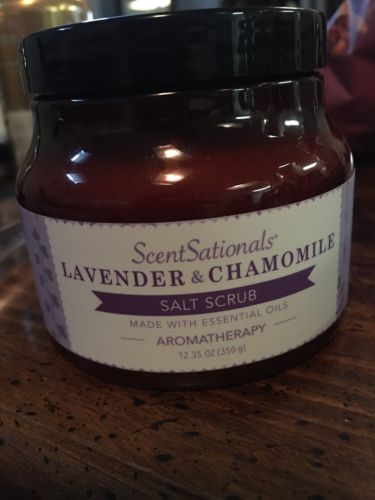 ScentSationals®
LAVENDER & CHAMOMILE
SALT SCRUB
MADE WITH ESSENTIAL OILS
AROMATHERAPY
12.35 OZ (350 g)